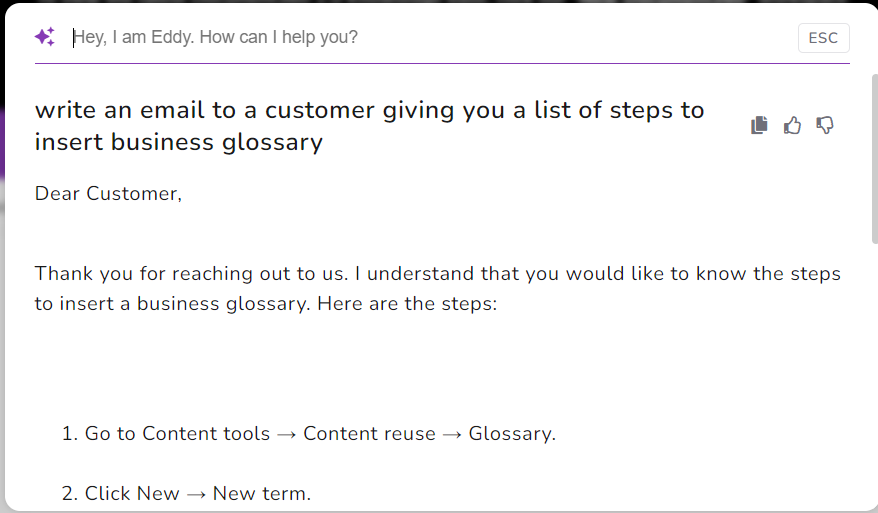 Hey, I am Eddy. How can I help you?
ESC
write an email to a customer giving you a list of steps to
insert business glossary
Dear Customer,
Thank you for reaching out to us. I understand that you would like to know the steps
to insert a business glossary. Here are the steps:
1. Go to Content tools → Content reuse → Glossary.
2. Click New → New term.